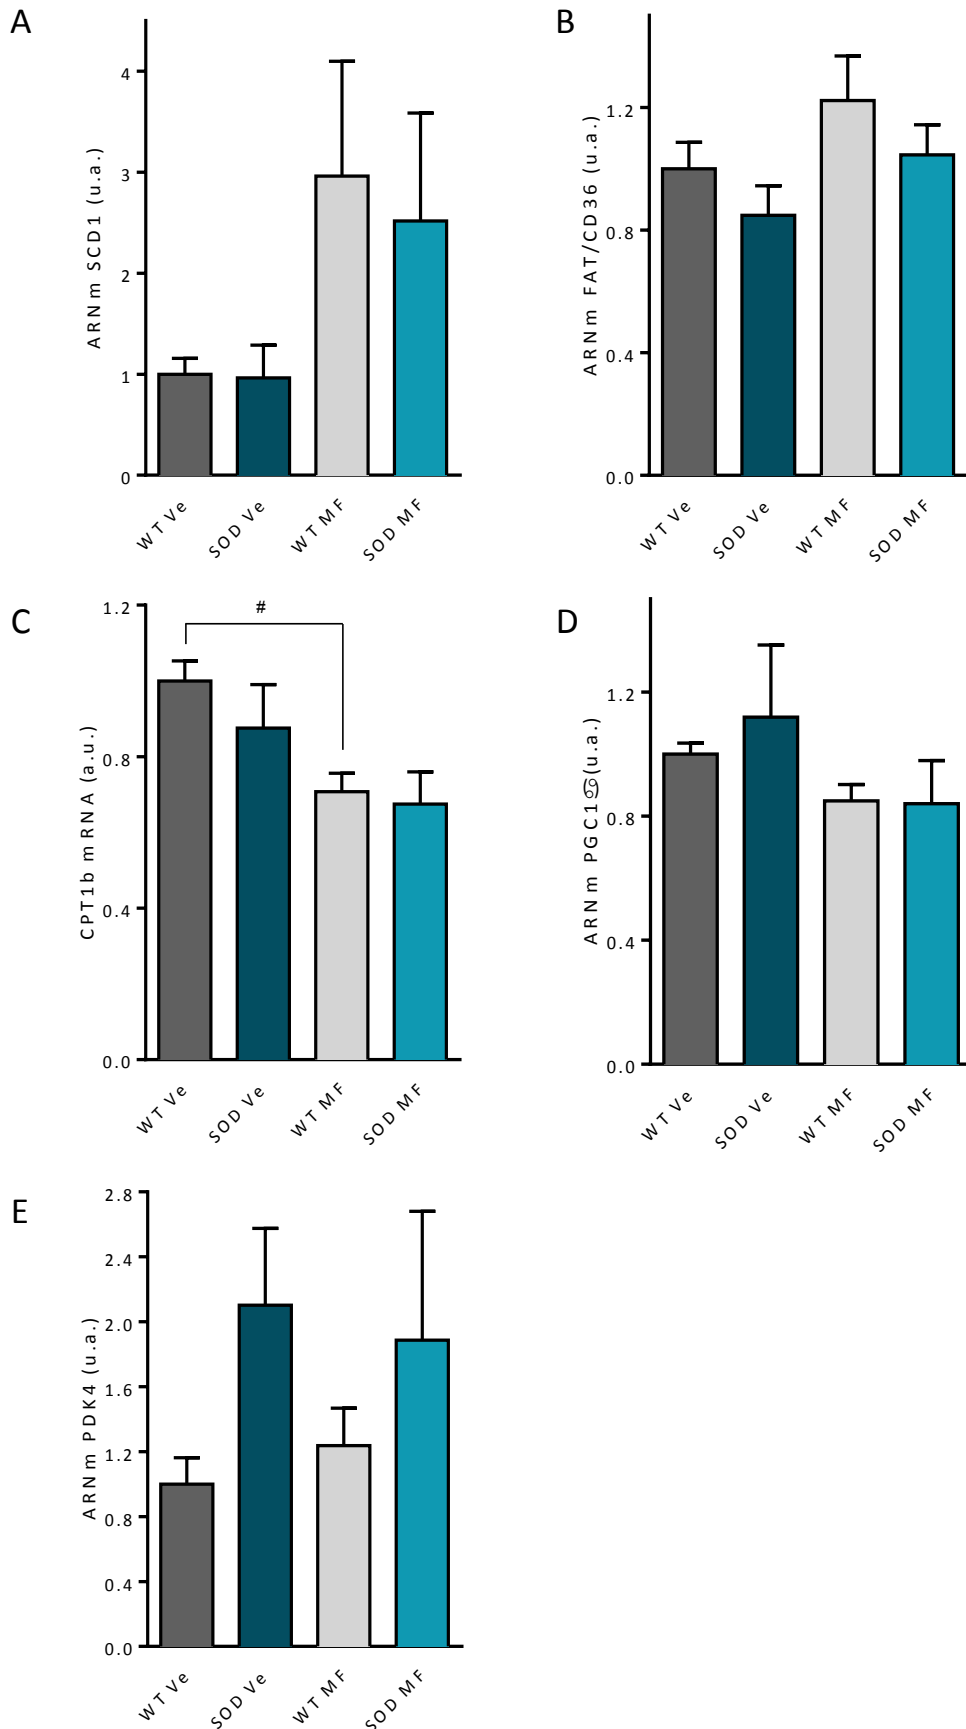 A
ARNm SCD1 (u.a.)
4
3
2
1
0
WT Ve
SOD Ve
WT MF
SOD MF
B
ARNm FAT/CD36 (u.a.)
1.2
0.8
0.4
0.0
WT Ve
SOD Ve
WT MF
SOD MF
C
CPT1b mRNA (a.u.)
1.2
0.8
0.4
0.0
#
WT Ve
SOD Ve
WT MF
SOD MF
D
ARNm PGC1 (u.a.)
1.2
0.8
0.4
0.0
WT Ve
SOD Ve
WT MF
SOD MF
E
ARNm PDK4 (u.a.)
2.8
2.4
2.0
1.6
1.2
0.8
0.4
0.0
WT Ve
SOD Ve
WT MF
SOD MF